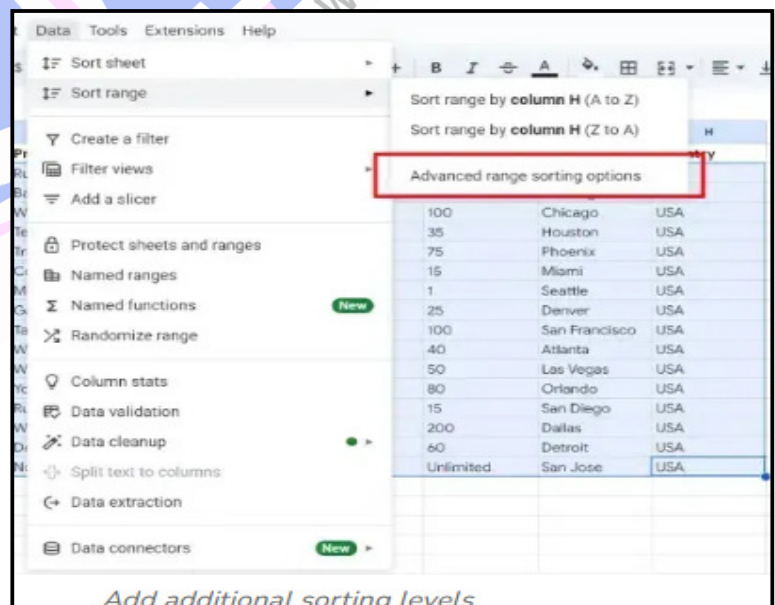 Data Tools Extensions Help
Sort sheet
B I S A
Sort range
Sort range by column H (A to Z)
Sort range by column H (Z to A)
Advanced range sorting options
H
Create a filter
Filter views
Add a slicer
Protect sheets and ranges
Named ranges
Named functions New
Randomize range
Column stats
Data validation
Data cleanup
Split text to columns
Data extraction
Data connectors New
100 Chicago USA
35 Houston USA
75 Phoenix USA
15 Miami USA
1 Seattle USA
25 Denver USA
100 San Francisco USA
40 Atlanta USA
50 Las Vegas USA
80 Orlando USA
15 San Diego USA
200 Dallas USA
60 Detroit USA
Unlimited San Jose USA
Add additional sorting levels